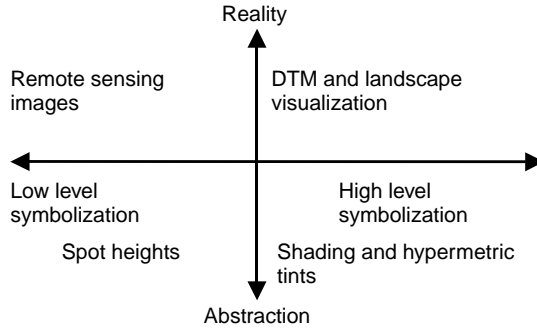 Reality
Remote sensing
images
DTM and landscape
visualization
Low level
symbolization
High level
symbolization
Spot heights
Shading and hypermetric
tints
Abstraction